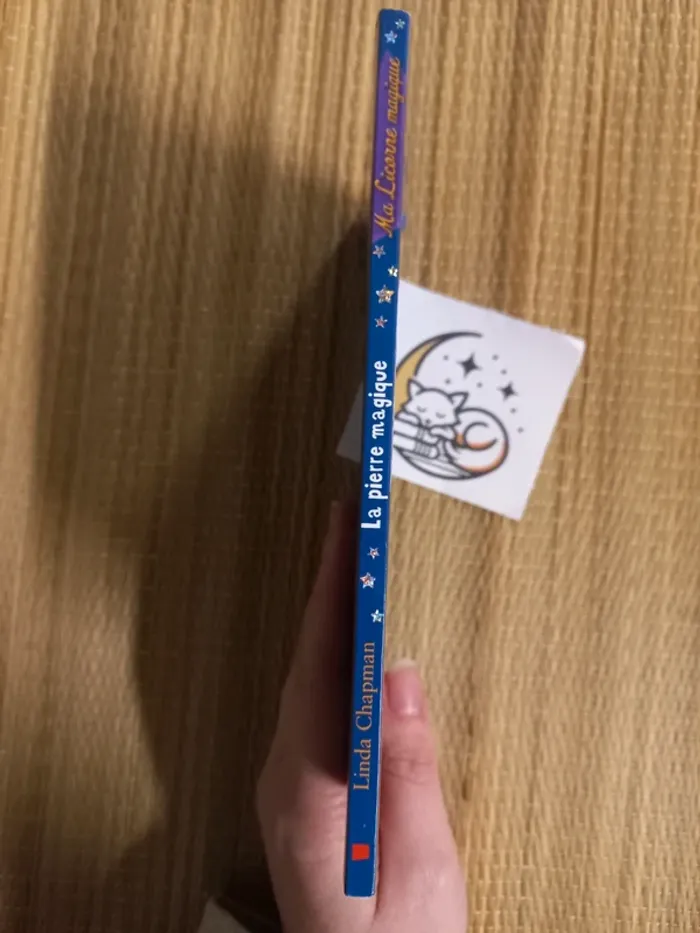 Ma Licorne magique
La pierre magique
Linda Chapman